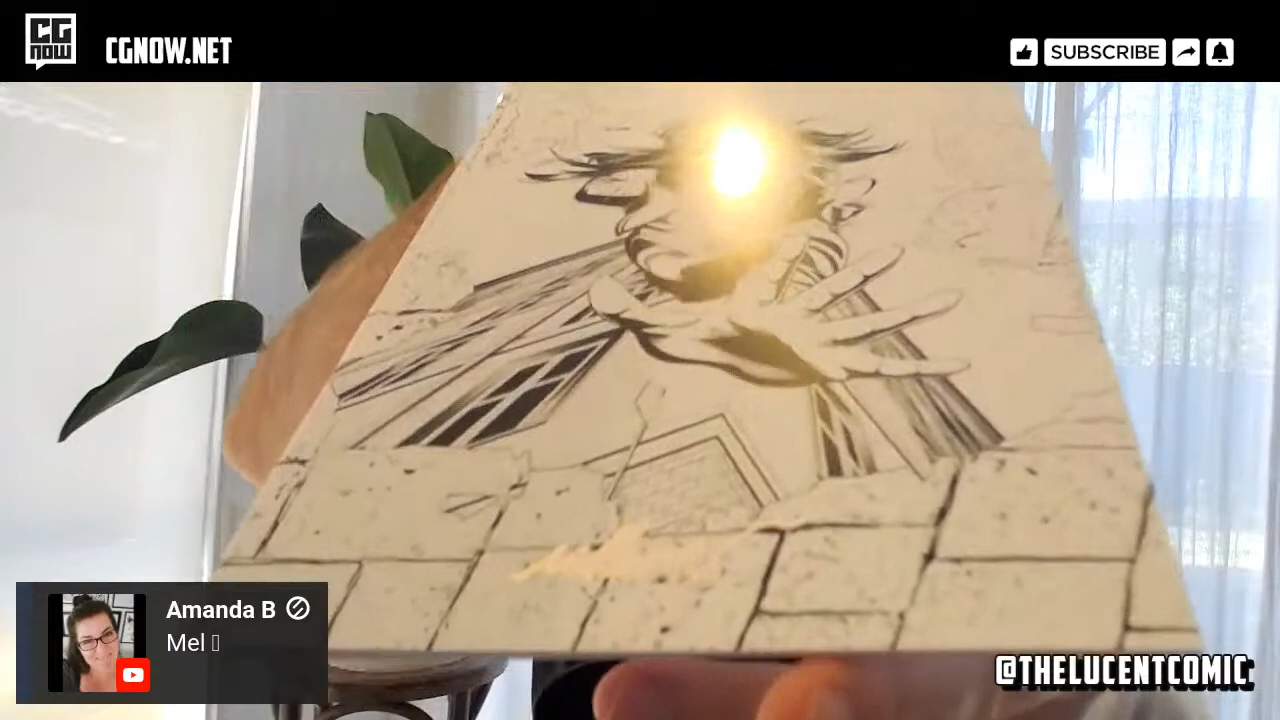 CG
NOW
CGNOW.NET
SUBSCRIBE
Amanda B
Mel
@THELUCENTCOMIC